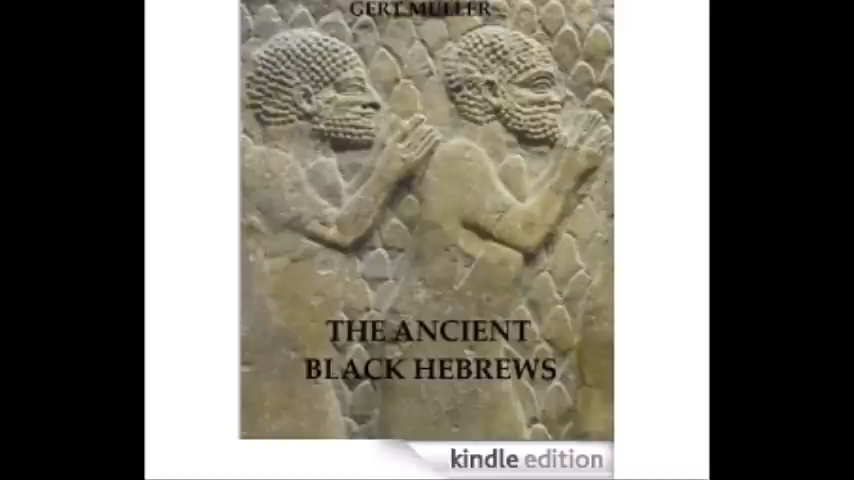 GERT MULLER
THE ANCIENT
BLACK HEBREWS
kindle edition